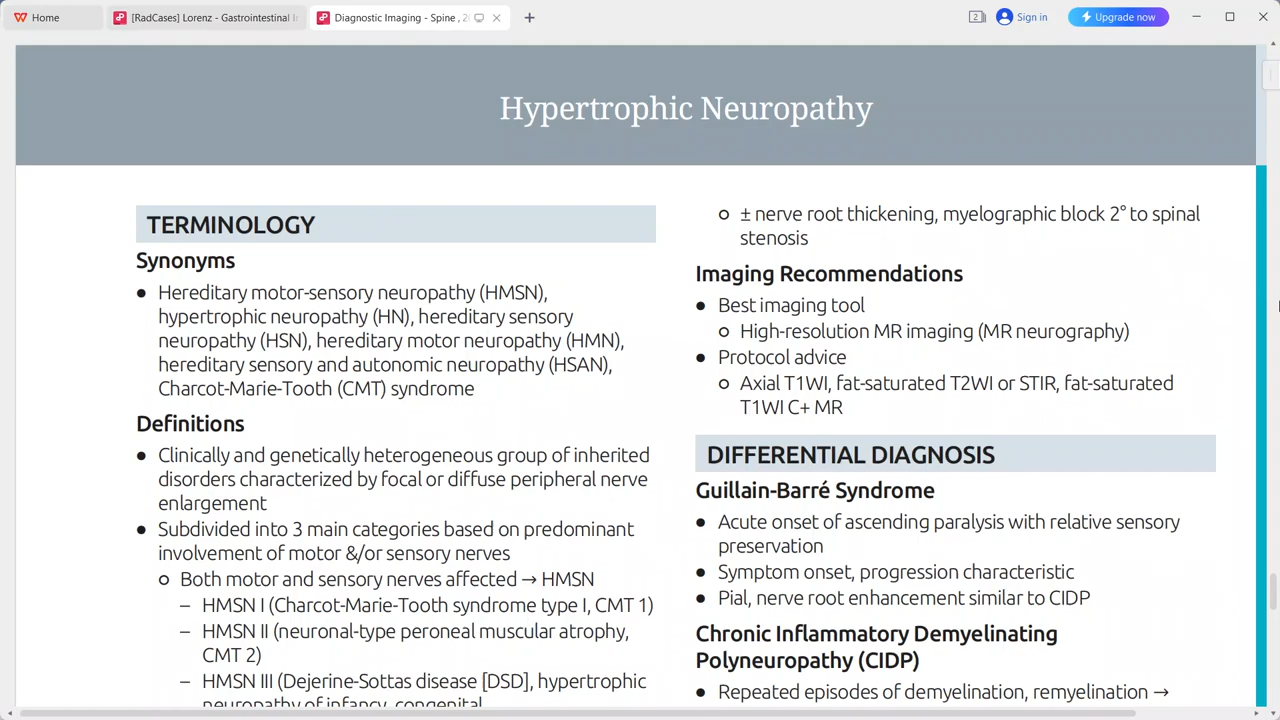 Home
[RadCases] Lorenz - Gastrointestinal
Diagnostic Imaging - Spine , 2
2
Sign in
Upgrade now
Hypertrophic Neuropathy
TERMINOLOGY
Synonyms
● Hereditary motor-sensory neuropathy (HMSN),
hypertrophic neuropathy (HN), hereditary sensory
neuropathy (HSN), hereditary motor neuropathy (HMN),
hereditary sensory and autonomic neuropathy (HSAN),
Charcot-Marie-Tooth (CMT) syndrome
Definitions
● Clinically and genetically heterogeneous group of inherited
disorders characterized by focal or diffuse peripheral nerve
enlargement
● Subdivided into 3 main categories based on predominant
involvement of motor &/or sensory nerves
○ Both motor and sensory nerves affected → HMSN
– HMSN I (Charcot-Marie-Tooth syndrome type I, CMT 1)
– HMSN II (neuronal-type peroneal muscular atrophy,
CMT 2)
– HMSN III (Dejerine-Sottas disease [DSD], hypertrophic
neuropathy of infancy, congenital
○ ± nerve root thickening, myelographic block 2° to spinal
stenosis
Imaging Recommendations
● Best imaging tool
○ High-resolution MR imaging (MR neurography)
● Protocol advice
○ Axial T1WI, fat-saturated T2WI or STIR, fat-saturated
T1WI C+ MR
DIFFERENTIAL DIAGNOSIS
Guillain-Barré Syndrome
● Acute onset of ascending paralysis with relative sensory
preservation
● Symptom onset, progression characteristic
● Pial, nerve root enhancement similar to CIDP
Chronic Inflammatory Demyelinating
Polyneuropathy (CIDP)
● Repeated episodes of demyelination, remyelination →